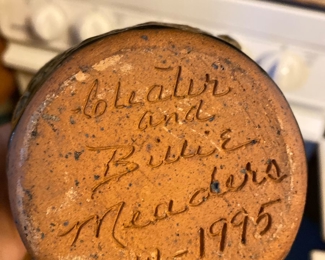 Cleater
and
Billie
Meaders
-1995